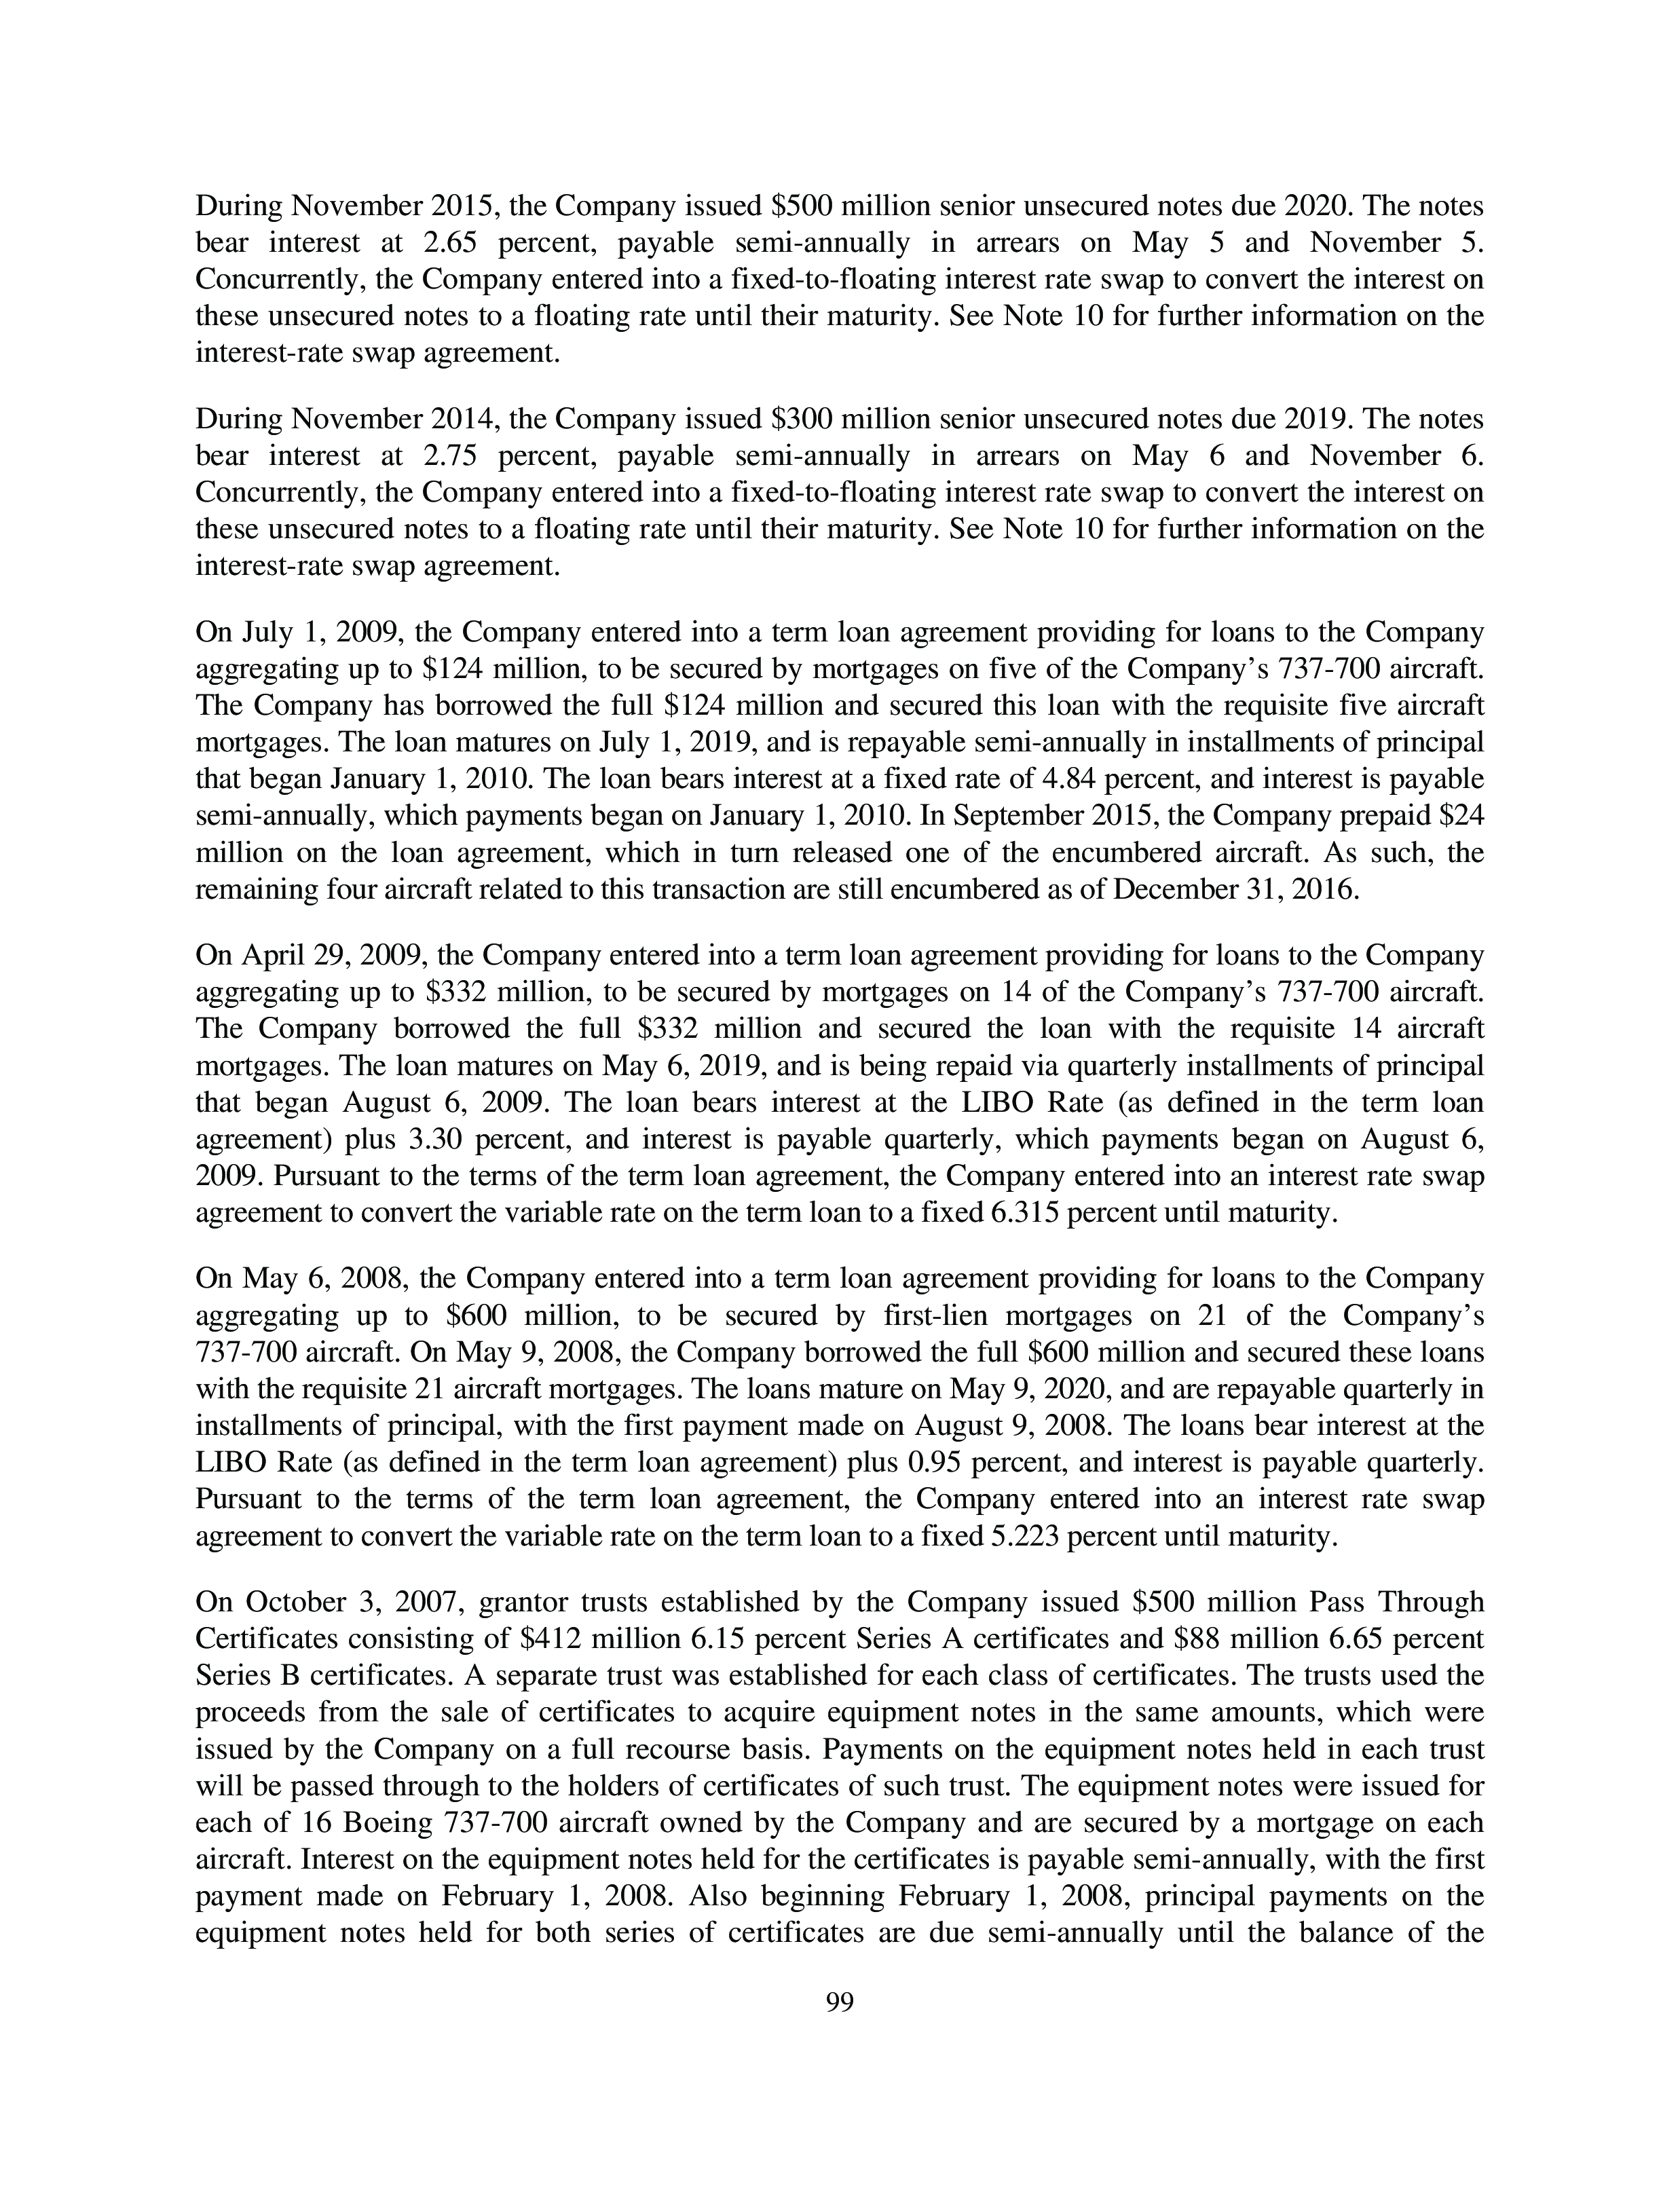 During November 2015, the Company issued $500 million senior unsecured notes due 2020. The notes
bear interest at 2.65 percent, payable semi-annually in arrears on May 5 and November 5.
Concurrently, the Company entered into a fixed-to-floating interest rate swap to convert the interest on
these unsecured notes to a floating rate until their maturity. See Note 10 for further information on the
interest-rate swap agreement.
During November 2014, the Company issued $300 million senior unsecured notes due 2019. The notes
bear interest at 2.75 percent, payable semi-annually in arrears on May 6 and November 6.
Concurrently, the Company entered into a fixed-to-floating interest rate swap to convert the interest on
these unsecured notes to a floating rate until their maturity. See Note 10 for further information on the
interest-rate swap agreement.
On July 1, 2009, the Company entered into a term loan agreement providing for loans to the Company
aggregating up to $124 million, to be secured by mortgages on five of the Company’s 737-700 aircraft.
The Company has borrowed the full $124 million and secured this loan with the requisite five aircraft
mortgages. The loan matures on July 1, 2019, and is repayable semi-annually in installments of principal
that began January 1, 2010. The loan bears interest at a fixed rate of 4.84 percent, and interest is payable
semi-annually, which payments began on January 1, 2010. In September 2015, the Company prepaid $24
million on the loan agreement, which in turn released one of the encumbered aircraft. As such, the
remaining four aircraft related to this transaction are still encumbered as of December 31, 2016.
On April 29, 2009, the Company entered into a term loan agreement providing for loans to the Company
aggregating up to $332 million, to be secured by mortgages on 14 of the Company’s 737-700 aircraft.
The Company borrowed the full $332 million and secured the loan with the requisite 14 aircraft
mortgages. The loan matures on May 6, 2019, and is being repaid via quarterly installments of principal
that began August 6, 2009. The loan bears interest at the LIBO Rate (as defined in the term loan
agreement) plus 3.30 percent, and interest is payable quarterly, which payments began on August 6,
2009. Pursuant to the terms of the term loan agreement, the Company entered into an interest rate swap
agreement to convert the variable rate on the term loan to a fixed 6.315 percent until maturity.
On May 6, 2008, the Company entered into a term loan agreement providing for loans to the Company
aggregating up to $600 million, to be secured by first-lien mortgages on 21 of the Company’s
737-700 aircraft. On May 9, 2008, the Company borrowed the full $600 million and secured these loans
with the requisite 21 aircraft mortgages. The loans mature on May 9, 2020, and are repayable quarterly in
installments of principal, with the first payment made on August 9, 2008. The loans bear interest at the
LIBO Rate (as defined in the term loan agreement) plus 0.95 percent, and interest is payable quarterly.
Pursuant to the terms of the term loan agreement, the Company entered into an interest rate swap
agreement to convert the variable rate on the term loan to a fixed 5.223 percent until maturity.
On October 3, 2007, grantor trusts established by the Company issued $500 million Pass Through
Certificates consisting of $412 million 6.15 percent Series A certificates and $88 million 6.65 percent
Series B certificates. A separate trust was established for each class of certificates. The trusts used the
proceeds from the sale of certificates to acquire equipment notes in the same amounts, which were
issued by the Company on a full recourse basis. Payments on the equipment notes held in each trust
will be passed through to the holders of certificates of such trust. The equipment notes were issued for
each of 16 Boeing 737-700 aircraft owned by the Company and are secured by a mortgage on each
aircraft. Interest on the equipment notes held for the certificates is payable semi-annually, with the first
payment made on February 1, 2008. Also beginning February 1, 2008, principal payments on the
equipment notes held for both series of certificates are due semi-annually until the balance of the
99